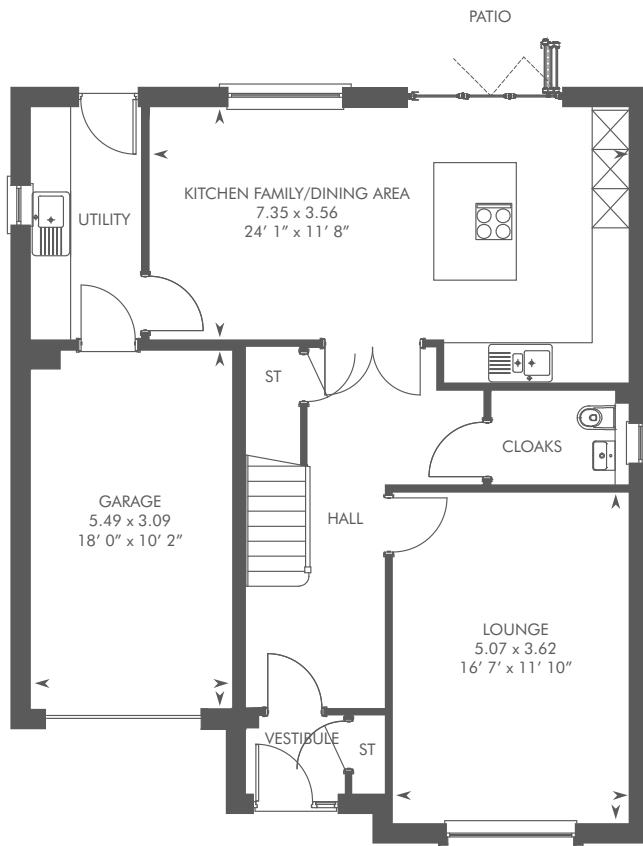 PATIO
KITCHEN FAMILY/DINING AREA
7.35 x 3.56
24’ 1” x 11’ 8”
UTILITY
ST
CLOAKS
GARAGE
5.49 x 3.09
18’ 0” x 10’ 2”
HALL
LOUNGE
5.07 x 3.62
16’ 7’ x 11’ 10”
VESTIBULE
ST